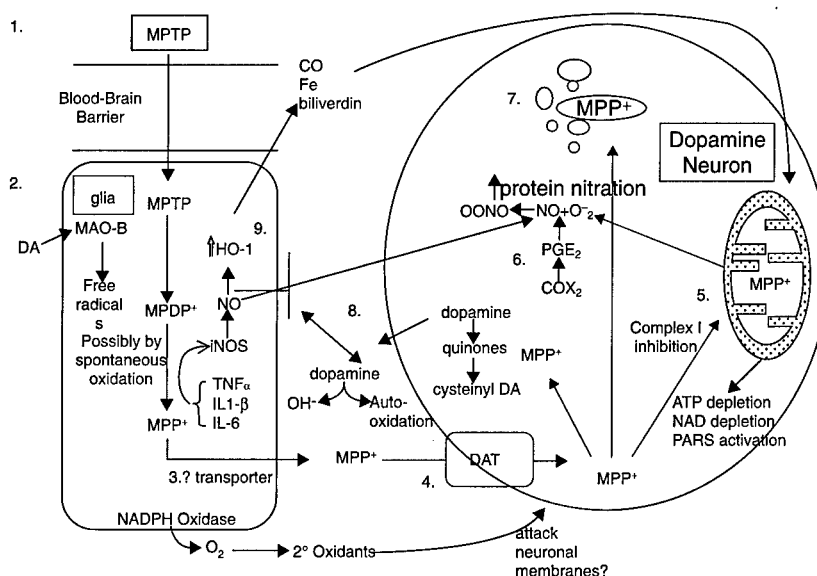 1.
MPTP
Blood-Brain
Barrier
CO
Fe
biliverdin
2.
glia
MAO-B
DA
Free
radical
s
MPTP
MPDP+
Possibly by
spontaneous
oxidation
MPP+
9.
⇑HO-1
NO
iNOS
TNFα
IL1-β
IL-6
3.? transporter
NADPH Oxidase
O2
2° Oxidants
attack
neuronal
membranes?
MPP+
4.
DAT
MPP+
8.
dopamine
OH-
Auto-
oxidation
dopamine
quinones
cysteinyl DA
MPP+
7.
MPP+
Dopamine
Neuron
protein nitration
OONO
NO+O-2
6.
PGE2
COX2
5.
MPP+
Complex I
inhibition
ATP depletion
NAD depletion
PARS activation